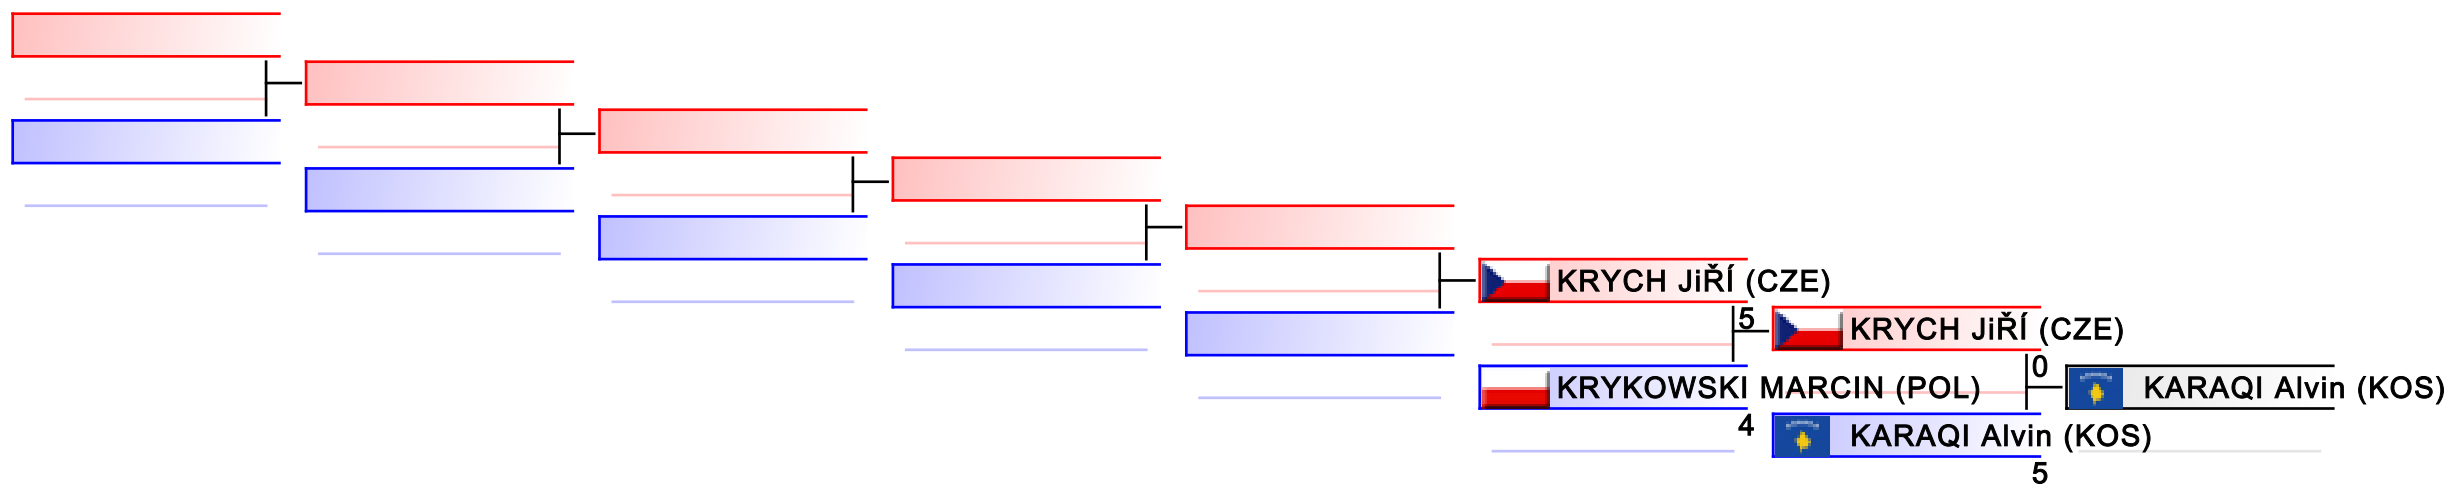 KRYCH JiŘÍ (CZE)
5
KRYCH JiŘÍ (CZE)
0
KRYKOWSKI MARCIN (POL)
KARAQI Alvin (KOS)
4
KARAQI Alvin (KOS)
5